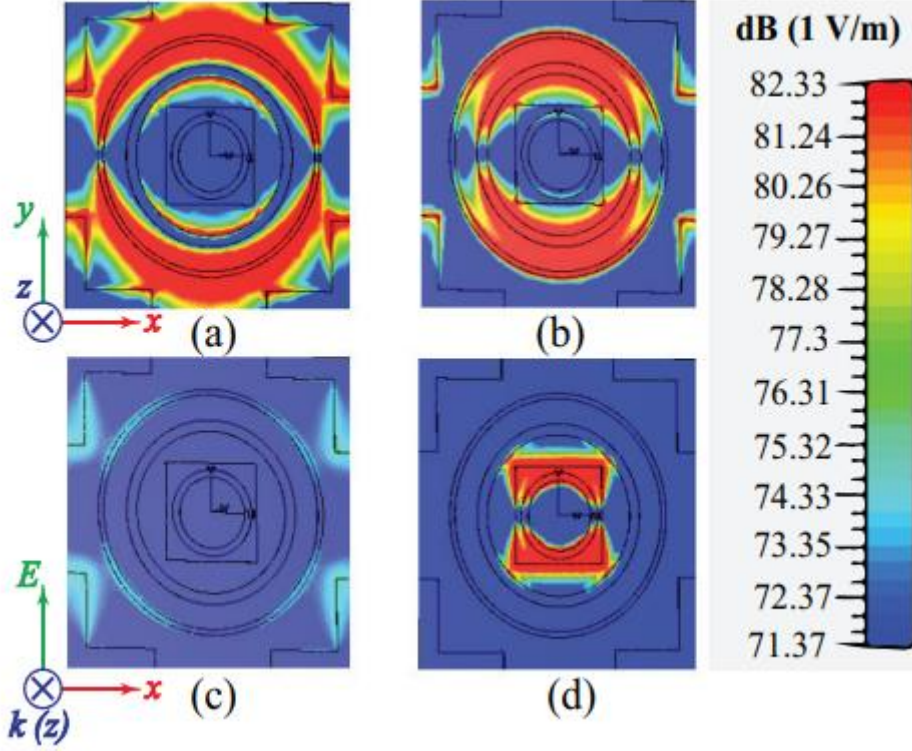 dB (1 V/m)
82.33
81.24
80.26
79.27
78.28
77.3
76.31
75.32
74.33
73.35
72.37
71.37
y
z
x
(a)
(b)
E
x
k (z)
(c)
(d)